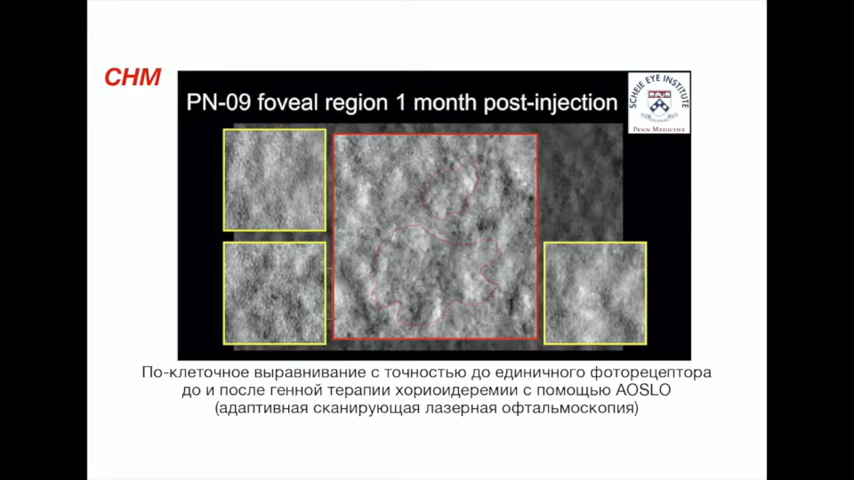 CHM
PN-09 foveal region 1 month post-injection
SCHEIE EYE INSTITUTE
PENN MEDICINE
По-клеточное выравнивание с точностью до единичного фоторецептора
до и после генной терапии хориоидеремии с помощью AOSLO
(адаптивная сканирующая лазерная офтальмоскопия)